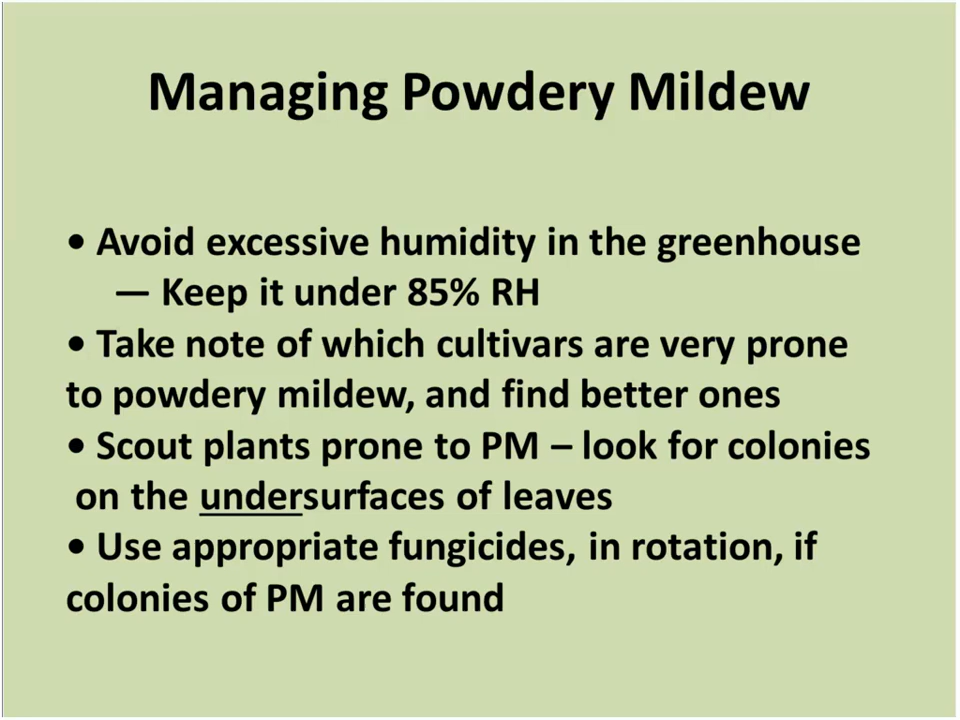 Managing Powdery Mildew
• Avoid excessive humidity in the greenhouse
— Keep it under 85% RH
• Take note of which cultivars are very prone
to powdery mildew, and find better ones
• Scout plants prone to PM – look for colonies
on the undersurfaces of leaves
• Use appropriate fungicides, in rotation, if
colonies of PM are found